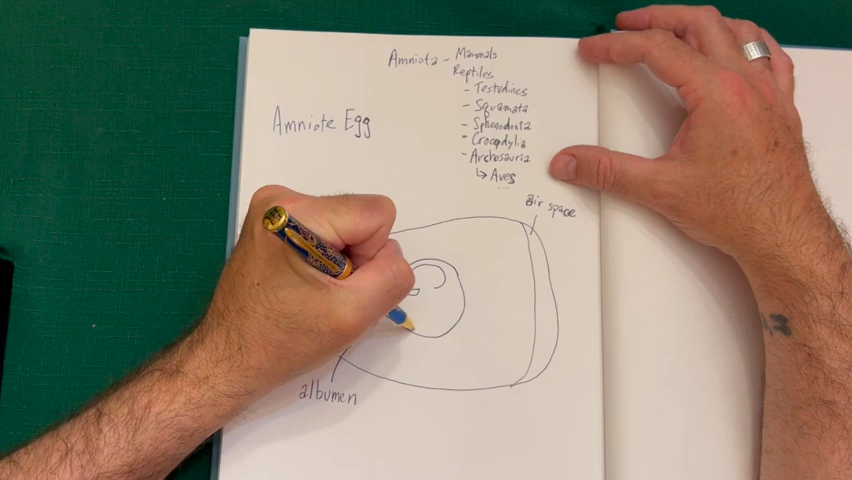 Amniota - Mammals
Reptiles
- Testudines
- Squamata
- Sphenodonta
- Crocodylia
- Archosauria
↳ Aves
Amniote Egg
air space
albumen